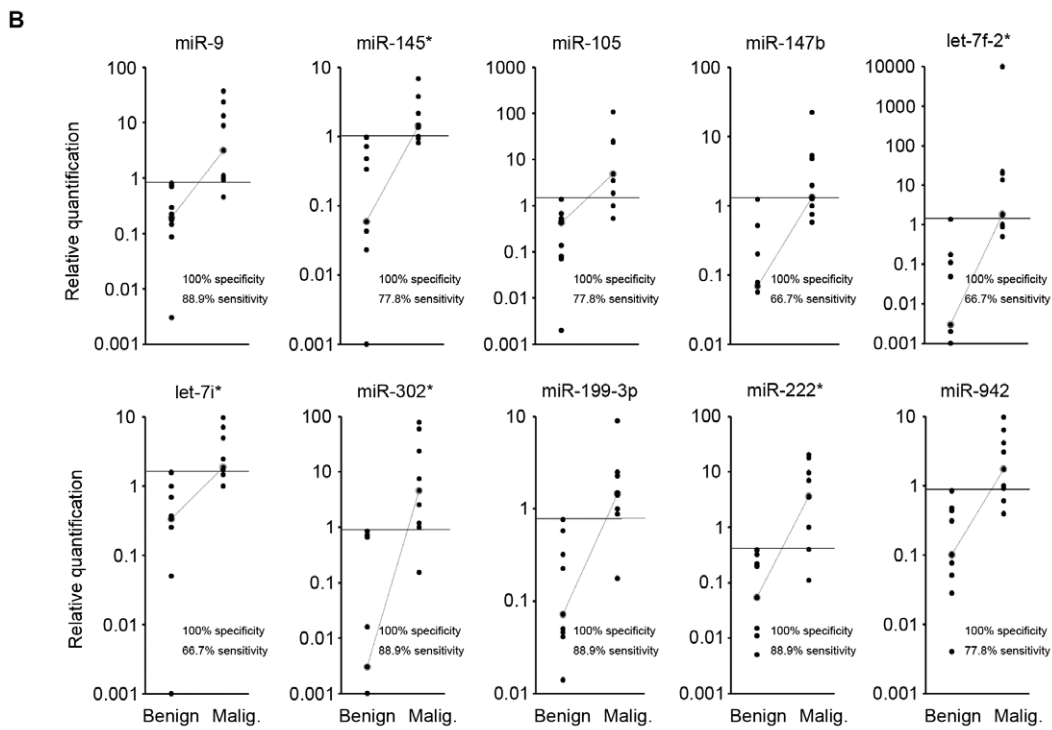 B
miR-9
miR-145*
miR-105
miR-147b
let-7f-2*
Relative quantification
100
10
1
0.1
0.01
0.001
100% specificity
88.9% sensitivity
10
1
0.1
0.01
0.001
100% specificity
77.8% sensitivity
1000
100
10
1
0.1
0.01
0.001
100% specificity
77.8% sensitivity
100
10
1
0.1
0.01
100% specificity
66.7% sensitivity
10000
1000
100
10
1
0.1
0.01
0.001
100% specificity
66.7% sensitivity
let-7i*
miR-302*
miR-199-3p
miR-222*
miR-942
Relative quantification
10
1
0.1
0.01
0.001
100% specificity
66.7% sensitivity
Benign Malig.
100
10
1
0.1
0.01
0.001
100% specificity
88.9% sensitivity
Benign Malig.
10
1
0.1
0.01
100% specificity
88.9% sensitivity
Benign Malig.
100
10
1
0.1
0.01
0.001
100% specificity
88.9% sensitivity
Benign Malig.
10
1
0.1
0.01
0.001
100% specificity
77.8% sensitivity
Benign Malig.